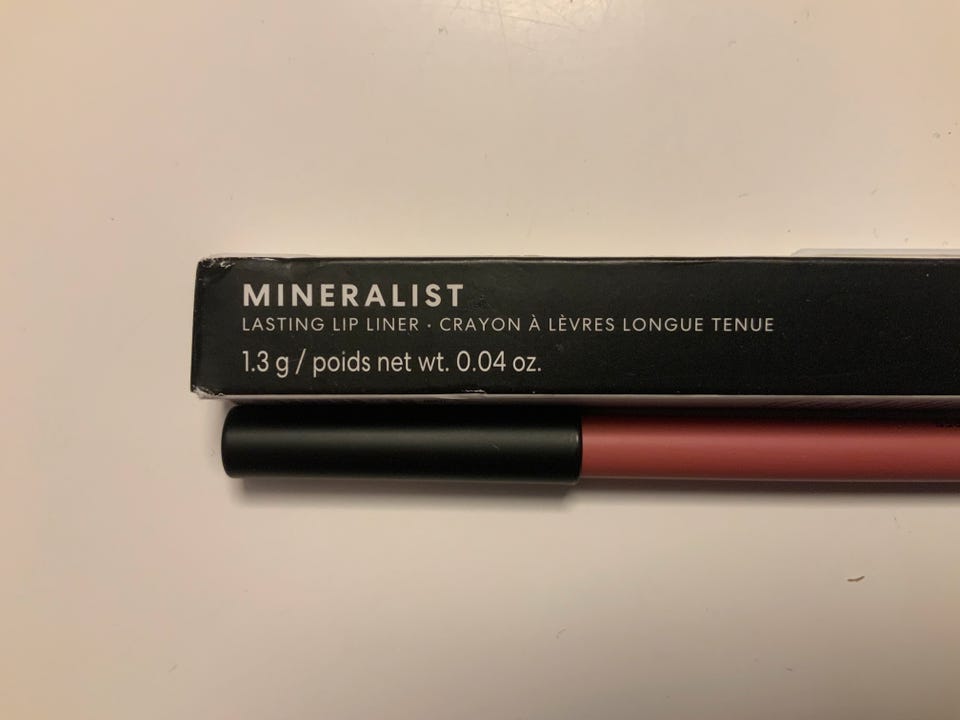 MINERALIST
LASTING LIP LINER · CRAYON À LÈVRES LONGUE TENUE
1.3 g / poids net wt. 0.04 oz.